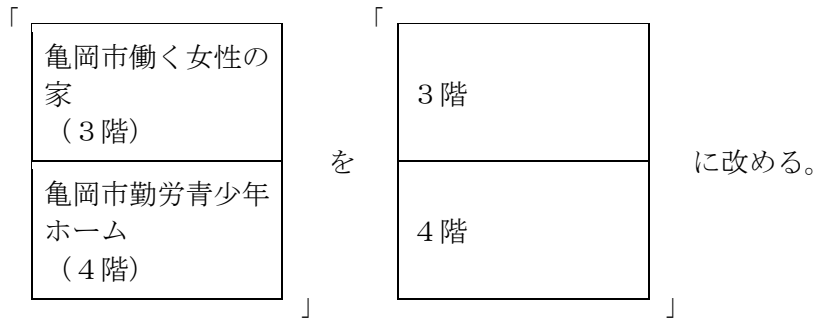 「
亀岡市働く女性の
家
（３階）
亀岡市勤労青少年
ホーム
（４階）
」
を
「
３階
４階
」
に改める。